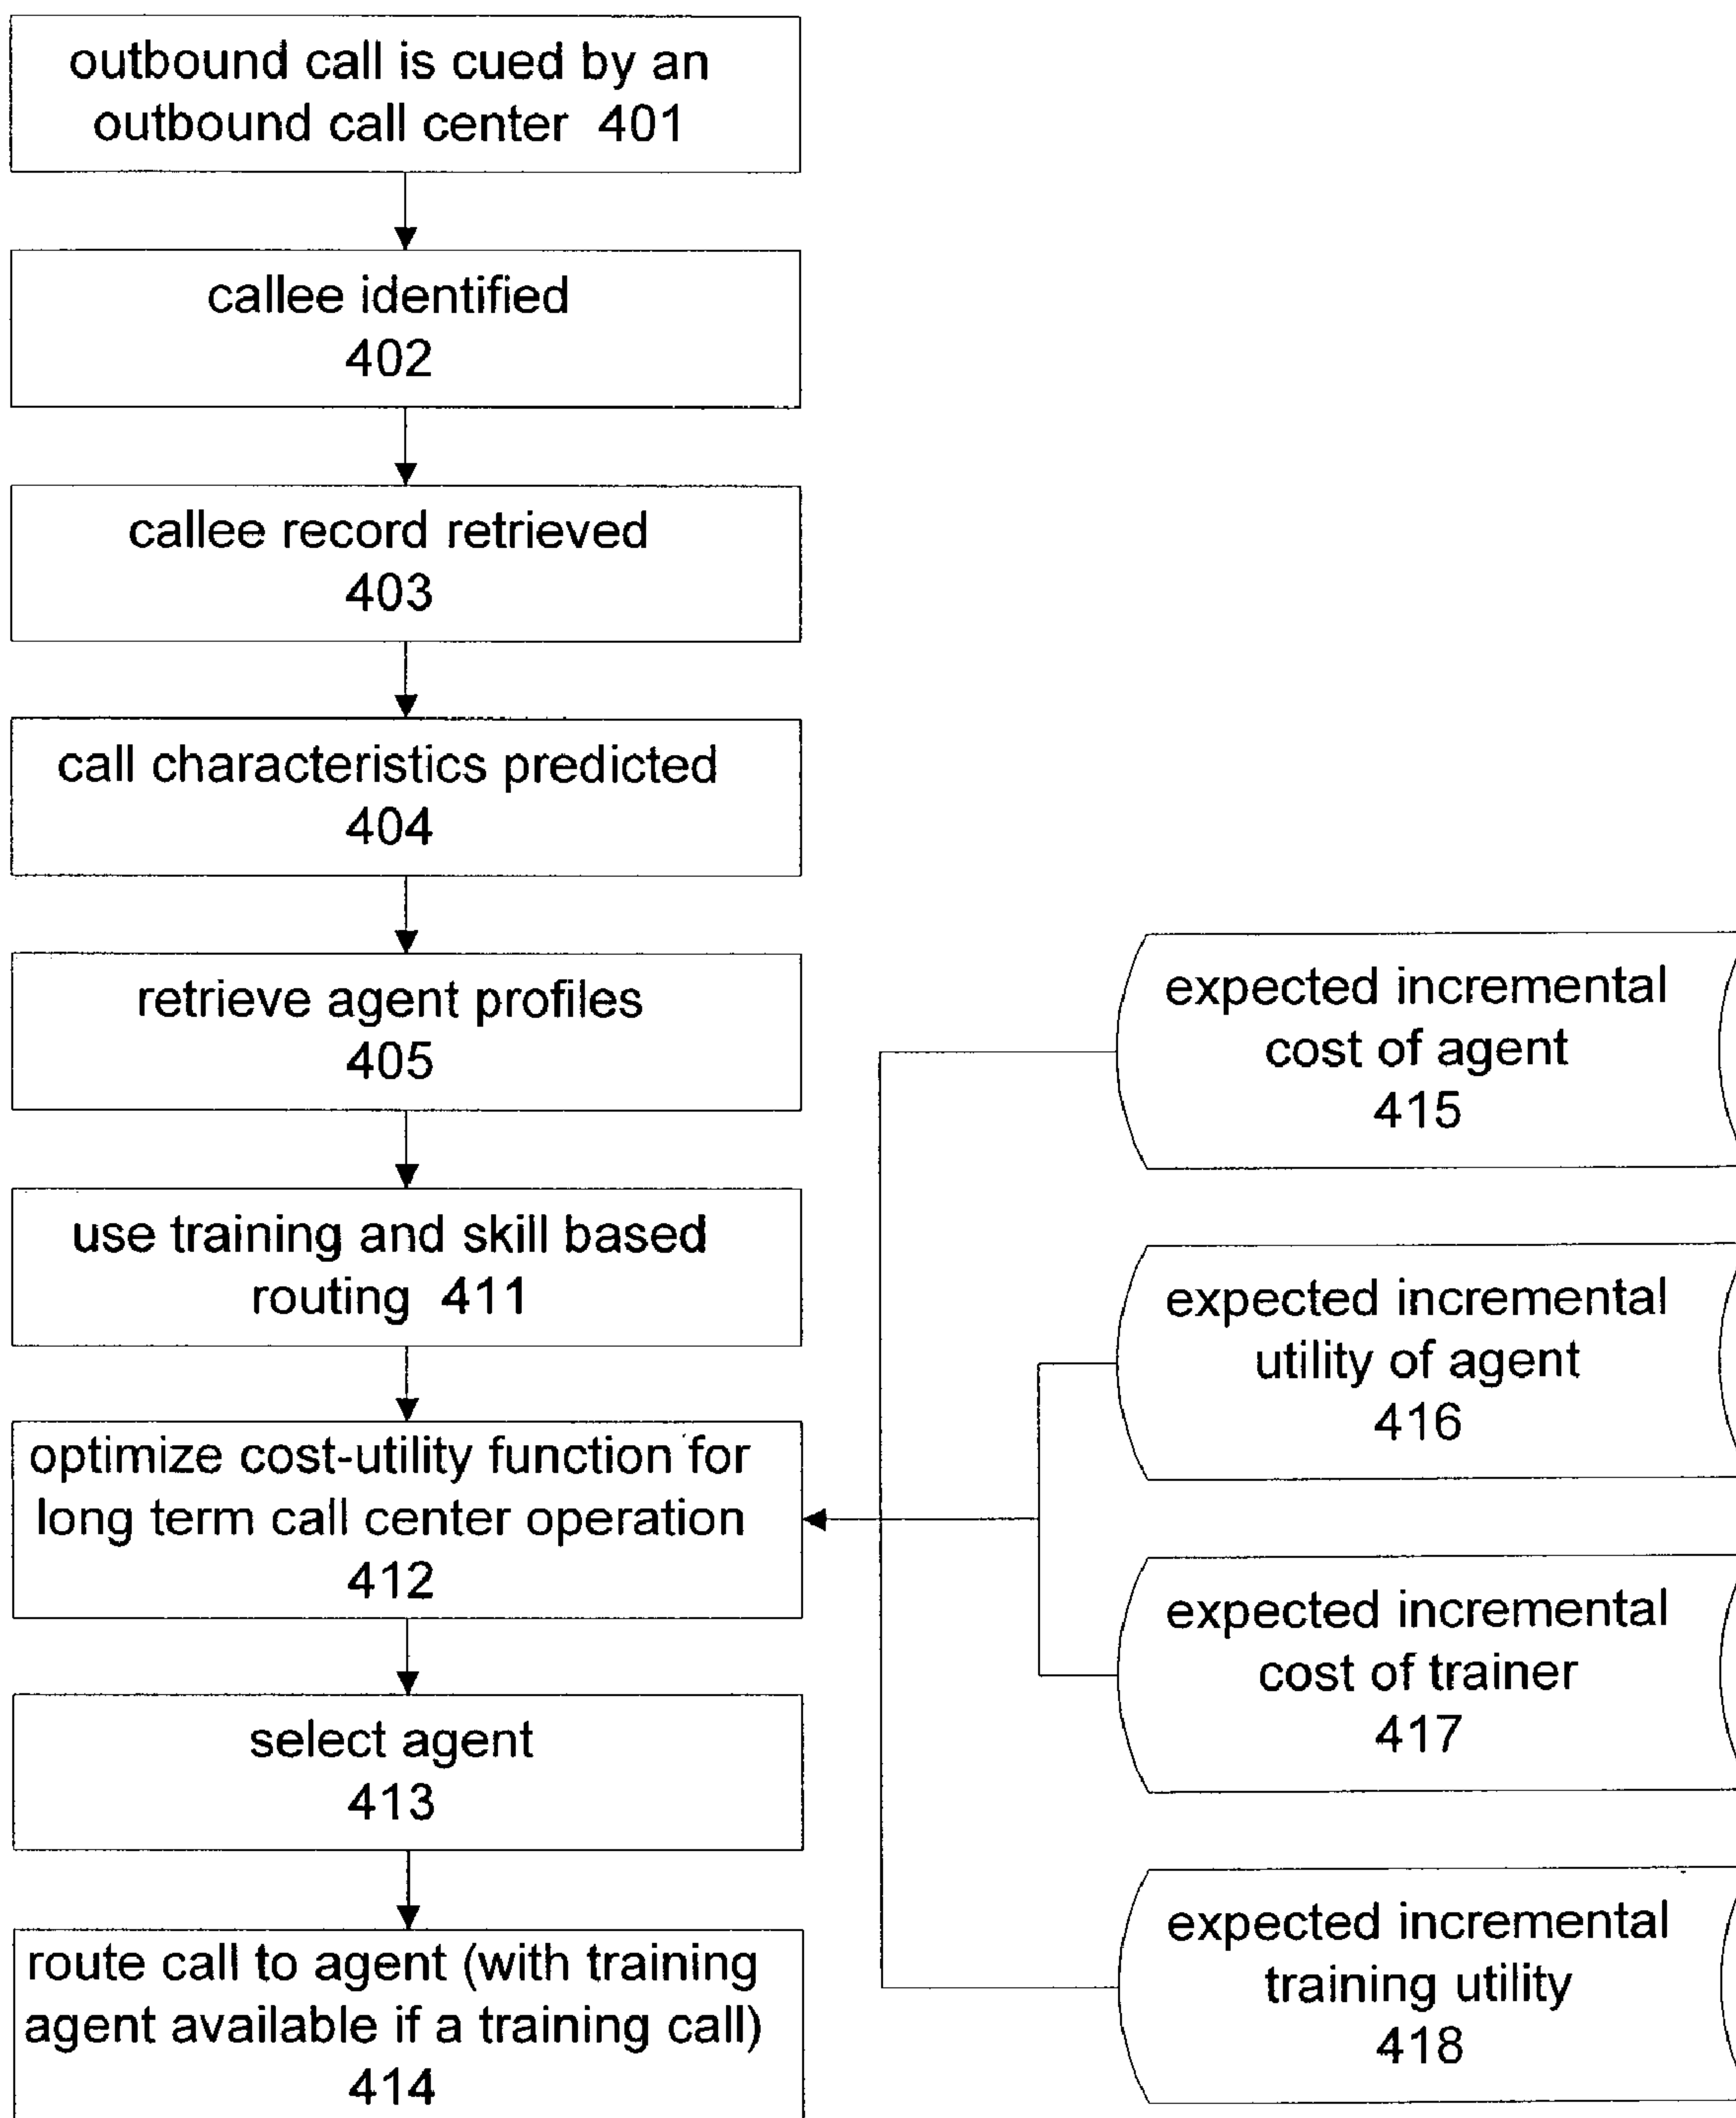 outbound call is cued by an
outbound call center 401
callee identified
402
callee record retrieved
403
call characteristics predicted
404
retrieve agent profiles
405
use training and skill based
routing 411
optimize cost-utility function for
long term call center operation
412
select agent
413
route call to agent (with training
agent available if a training call)
414
expected incremental
cost of agent
415
expected incremental
utility of agent
416
expected incremental
cost of trainer
417
expected incremental
training utility
418